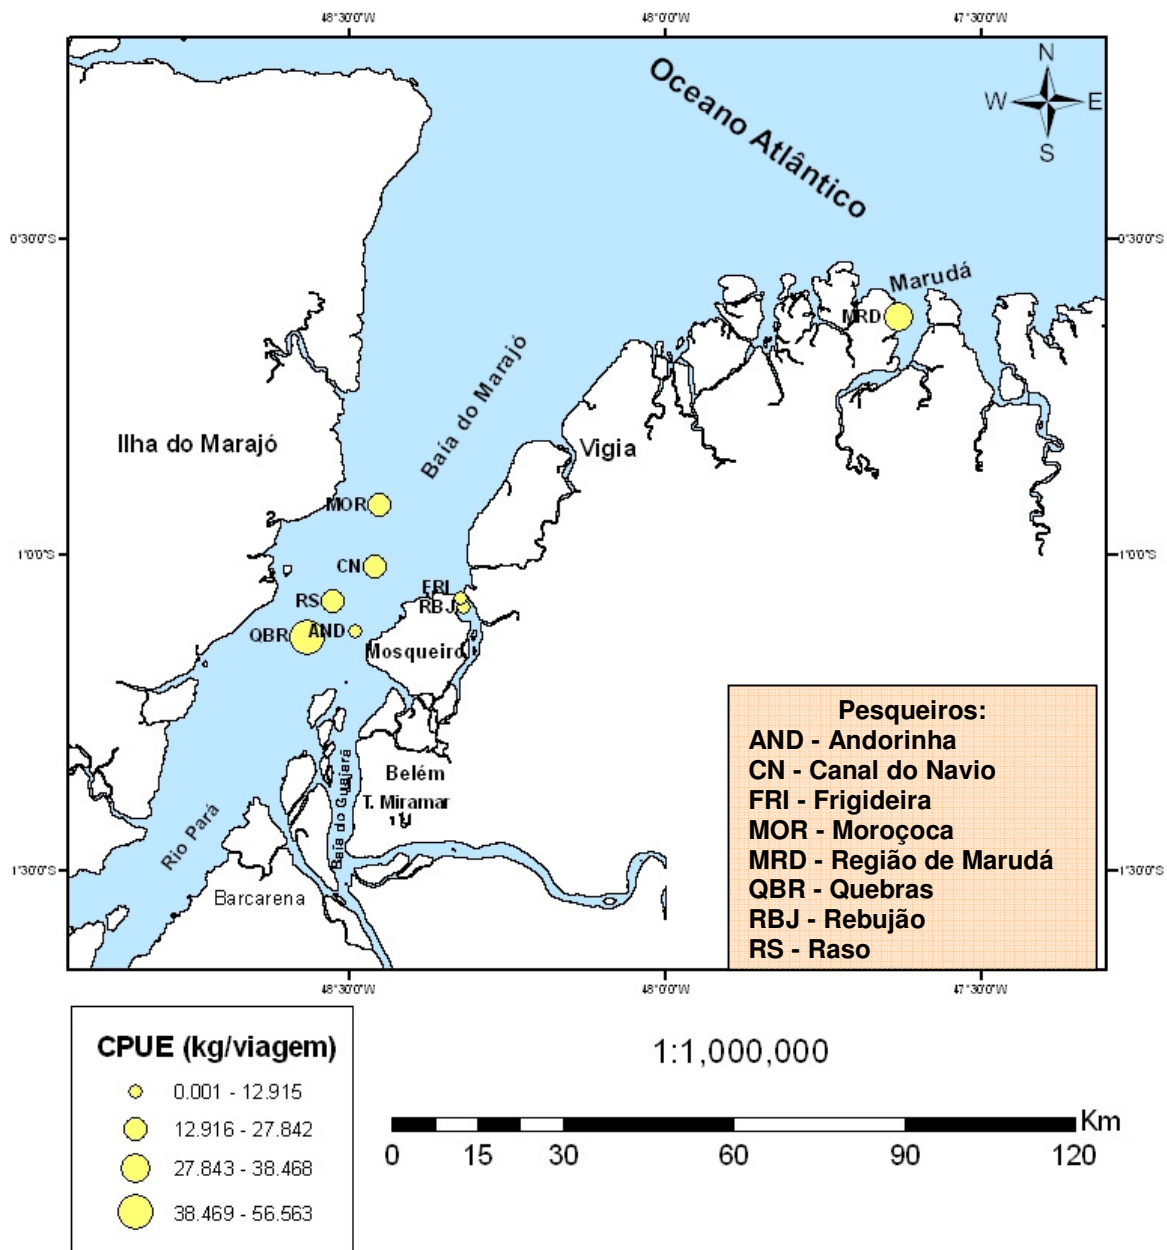 48°30'0"W 48°0'0"W 47°30'0"W
N
W E
S
Oceano Atlântico
0°30'0"S 0°30'0"S
Marudá
MRD
Baía do Marajó
Ilha do Marajó
Vigia
MOR
1°0'0"S 1°0'0"S
CN
FRI
RS
RBJ
QBR
AND
Mosqueiro
Belém
T. Miramar
Baia do Guajará
Rio Pará
Barcarena
1°30'0"S 1°30'0"S
Pesqueiros:
AND - Andorinha
CN - Canal do Navio
FRI - Frigideira
MOR - Moroçoca
MRD - Região de Marudá
QBR - Quebras
RBJ - Rebujão
RS - Raso
48°30'0"W 48°0'0"W 47°30'0"W
CPUE (kg/viagem)
0.001 - 12.915
12.916 - 27.842
27.843 - 38.468
38.469 - 56.563
1:1,000,000
Km
0 15 30 60 90 120